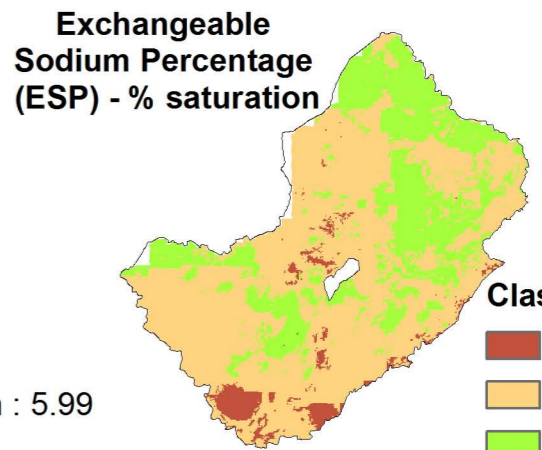 Exchangeable
Sodium Percentage
(ESP) - % saturation
: 5.99